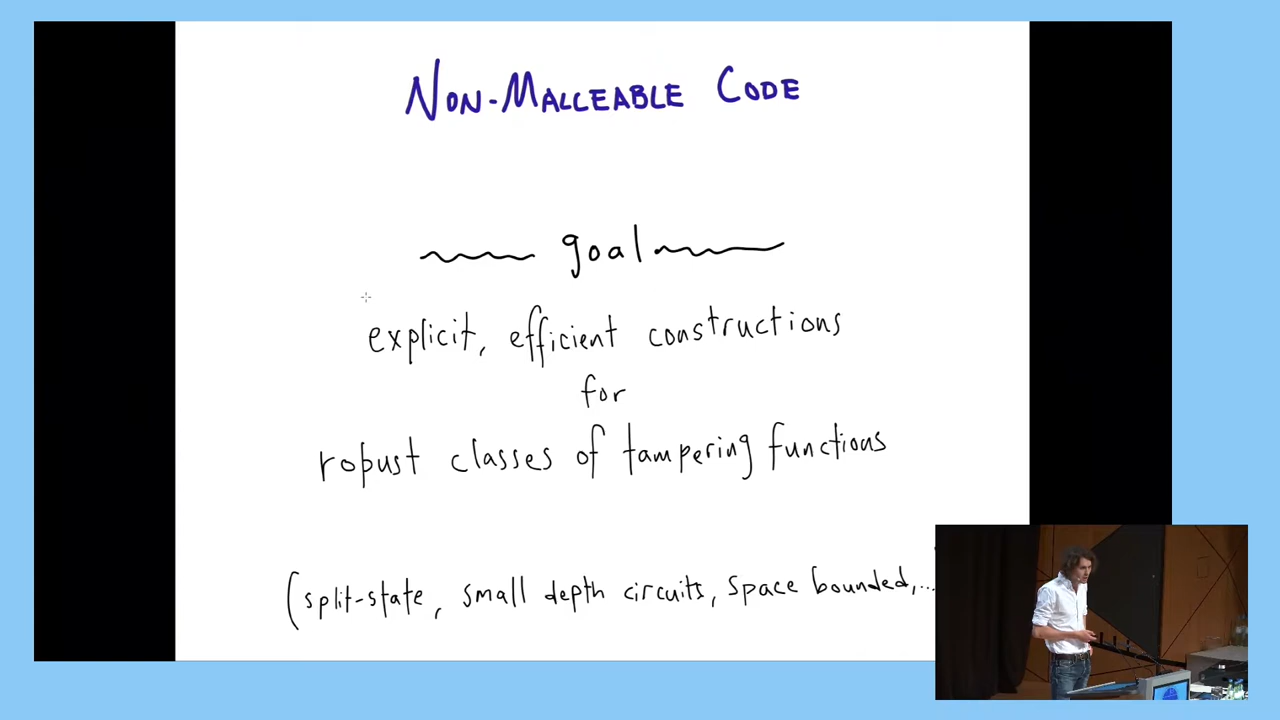 NON-MALLEABLE CODE
goal
explicit, efficient constructions
for
robust classes of tampering functions
(split-state, small depth circuits, space bounded,...